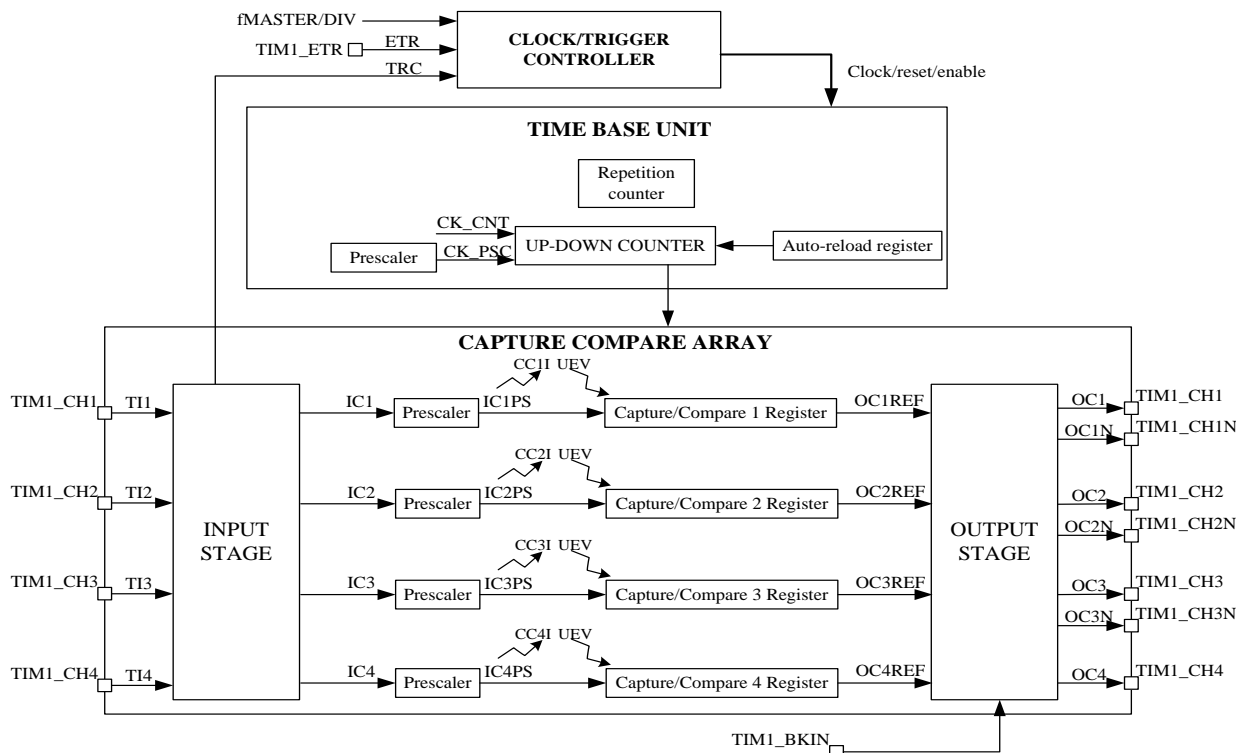 fMASTER/DIV
TIM1_ETR
ETR
TRC
CLOCK/TRIGGER
CONTROLLER
Clock/reset/enable
TIME BASE UNIT
Repetition
counter
CK_CNT
Prescaler
CK_PSC
UP-DOWN COUNTER
Auto-reload register
CAPTURE COMPARE ARRAY
TIM1_CH1
TI1
IC1
Prescaler
IC1PS
CC1I
UEV
Capture/Compare 1 Register
OC1REF
OC1
TIM1_CH1
OC1N
TIM1_CH1N
TIM1_CH2
TI2
IC2
Prescaler
IC2PS
CC2I
UEV
Capture/Compare 2 Register
OC2REF
OC2
TIM1_CH2
OC2N
TIM1_CH2N
INPUT
STAGE
OUTPUT
STAGE
TIM1_CH3
TI3
IC3
Prescaler
IC3PS
CC3I
UEV
Capture/Compare 3 Register
OC3REF
OC3
TIM1_CH3
OC3N
TIM1_CH3N
TIM1_CH4
TI4
IC4
Prescaler
IC4PS
CC4I
UEV
Capture/Compare 4 Register
OC4REF
OC4
TIM1_CH4
TIM1_BKIN